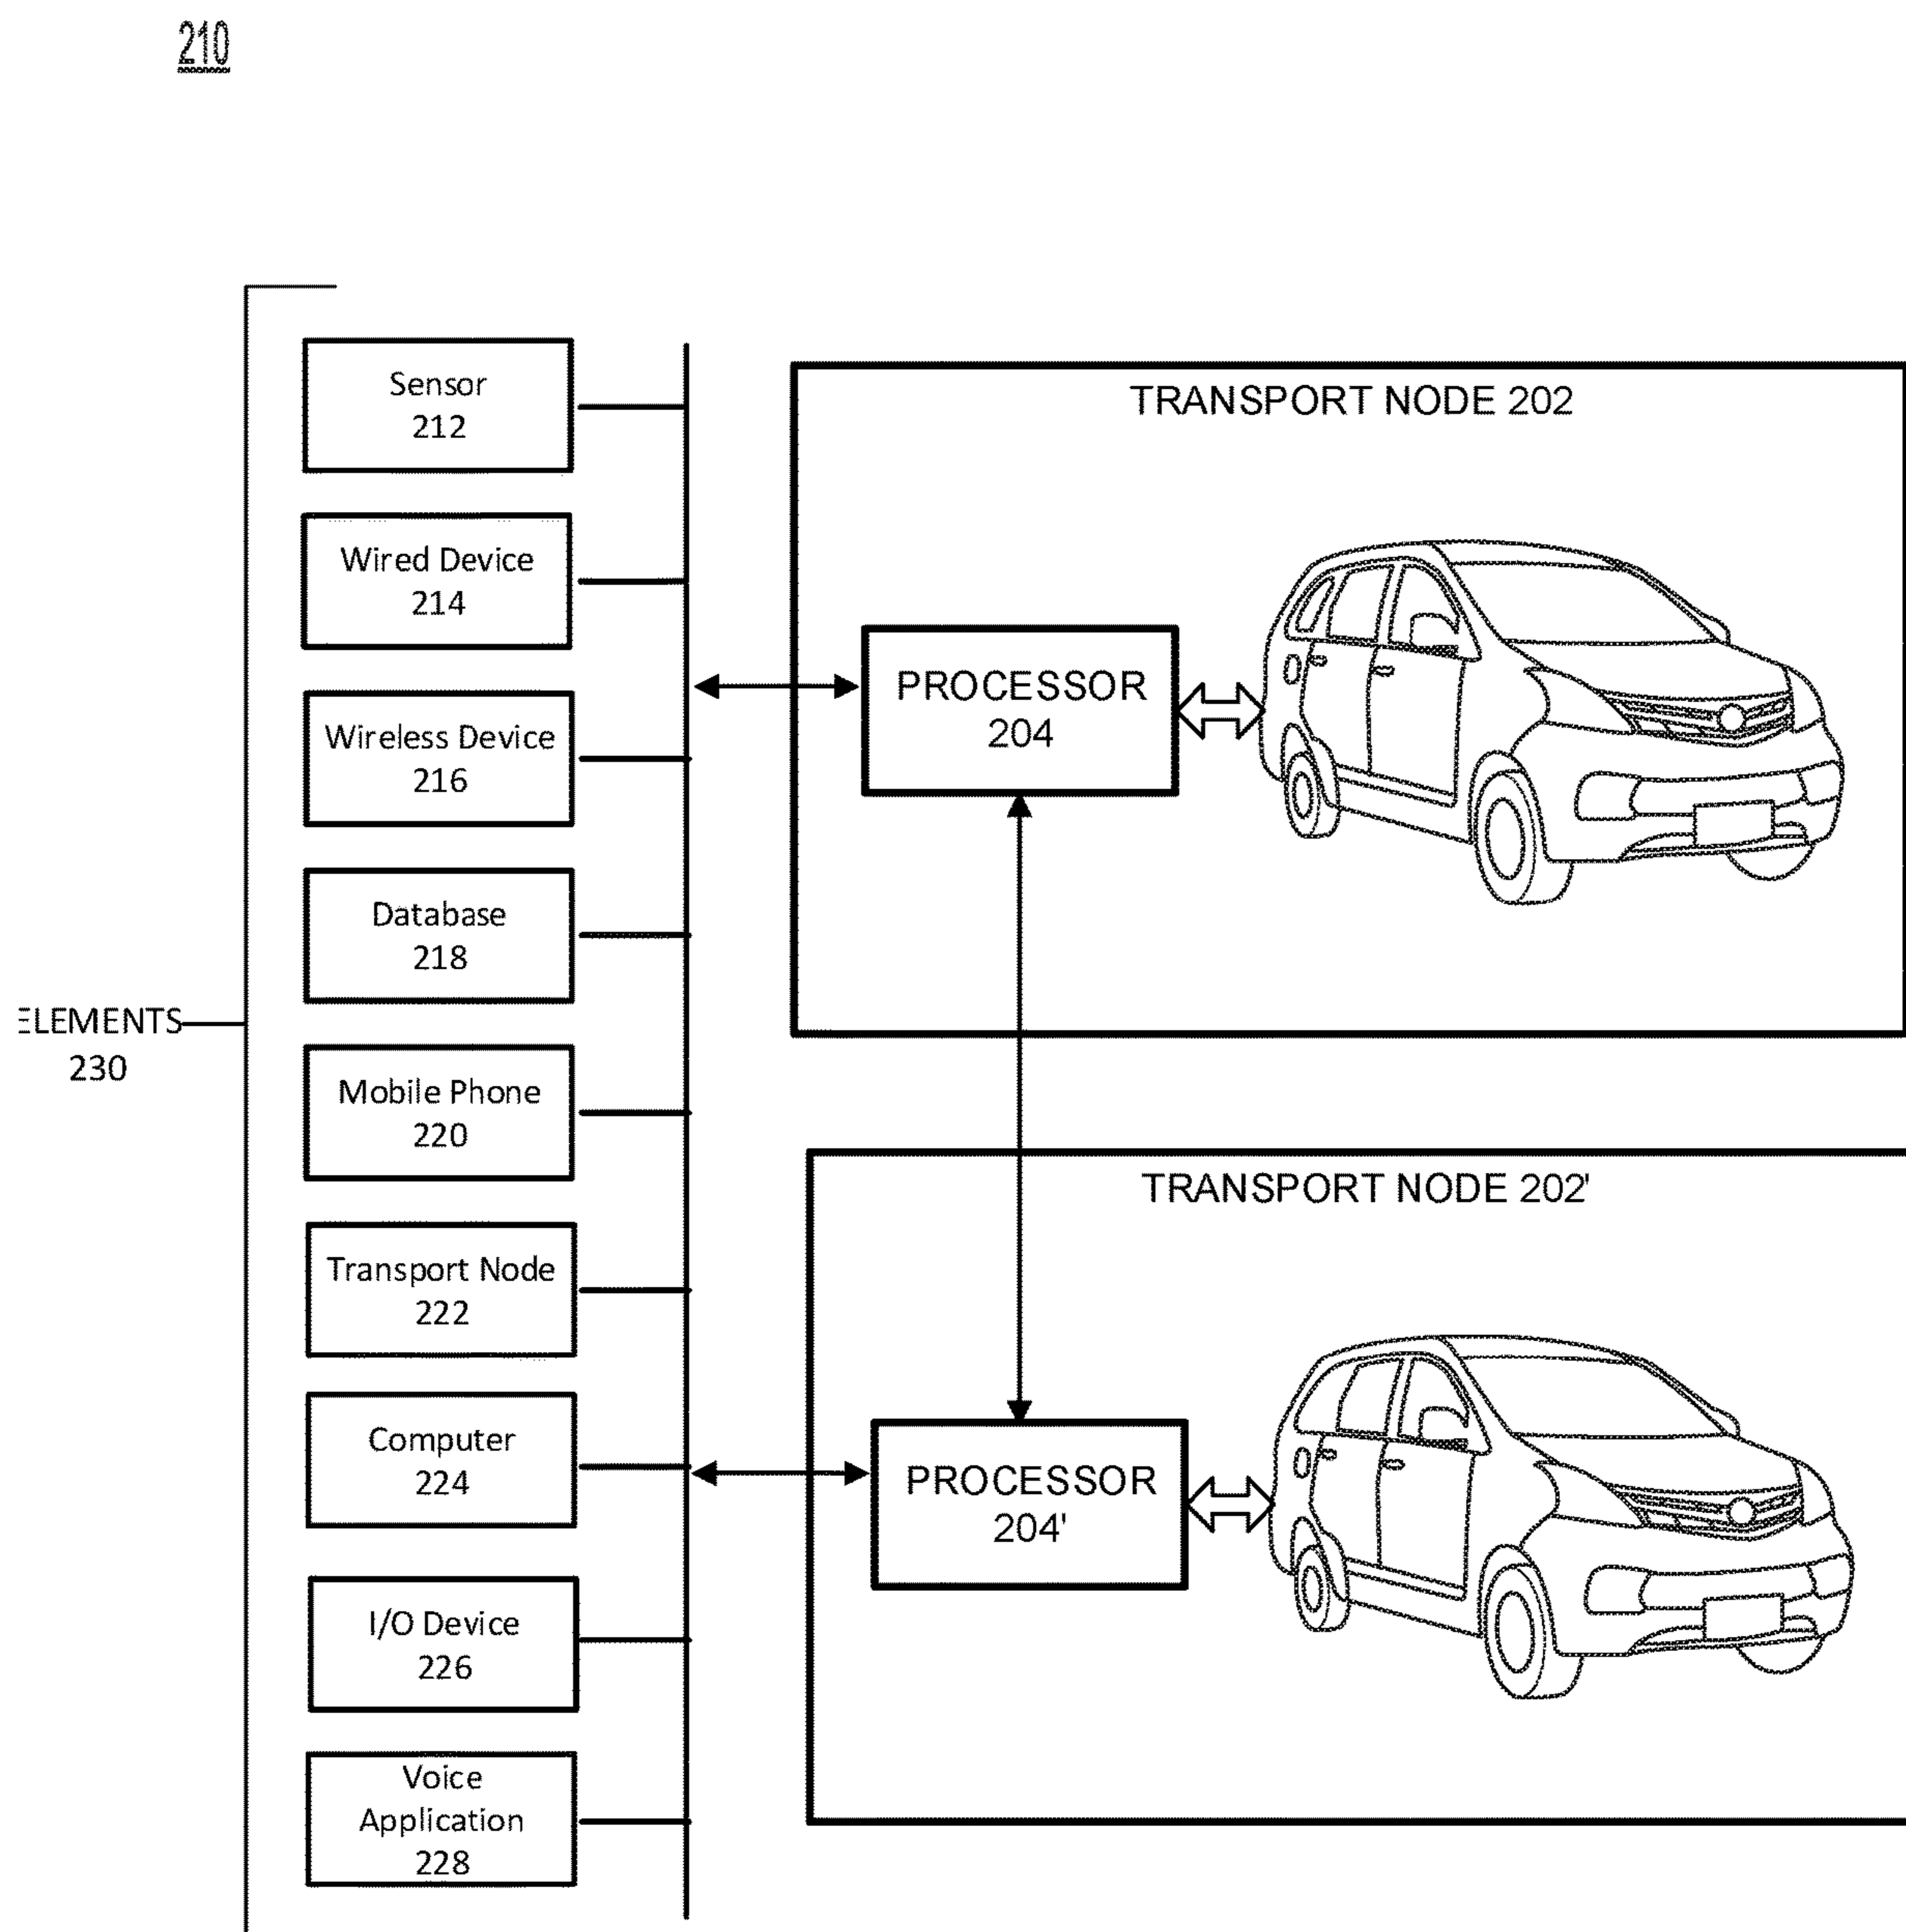 210
Sensor
212
Wired Device
214
Wireless Device
216
Database
218
ELEMENTS
230
Mobile Phone
220
Transport Node
222
Computer
224
I/O Device
226
Voice
Application
228
TRANSPORT NODE 202
PROCESSOR
204
TRANSPORT NODE 202'
PROCESSOR
204'